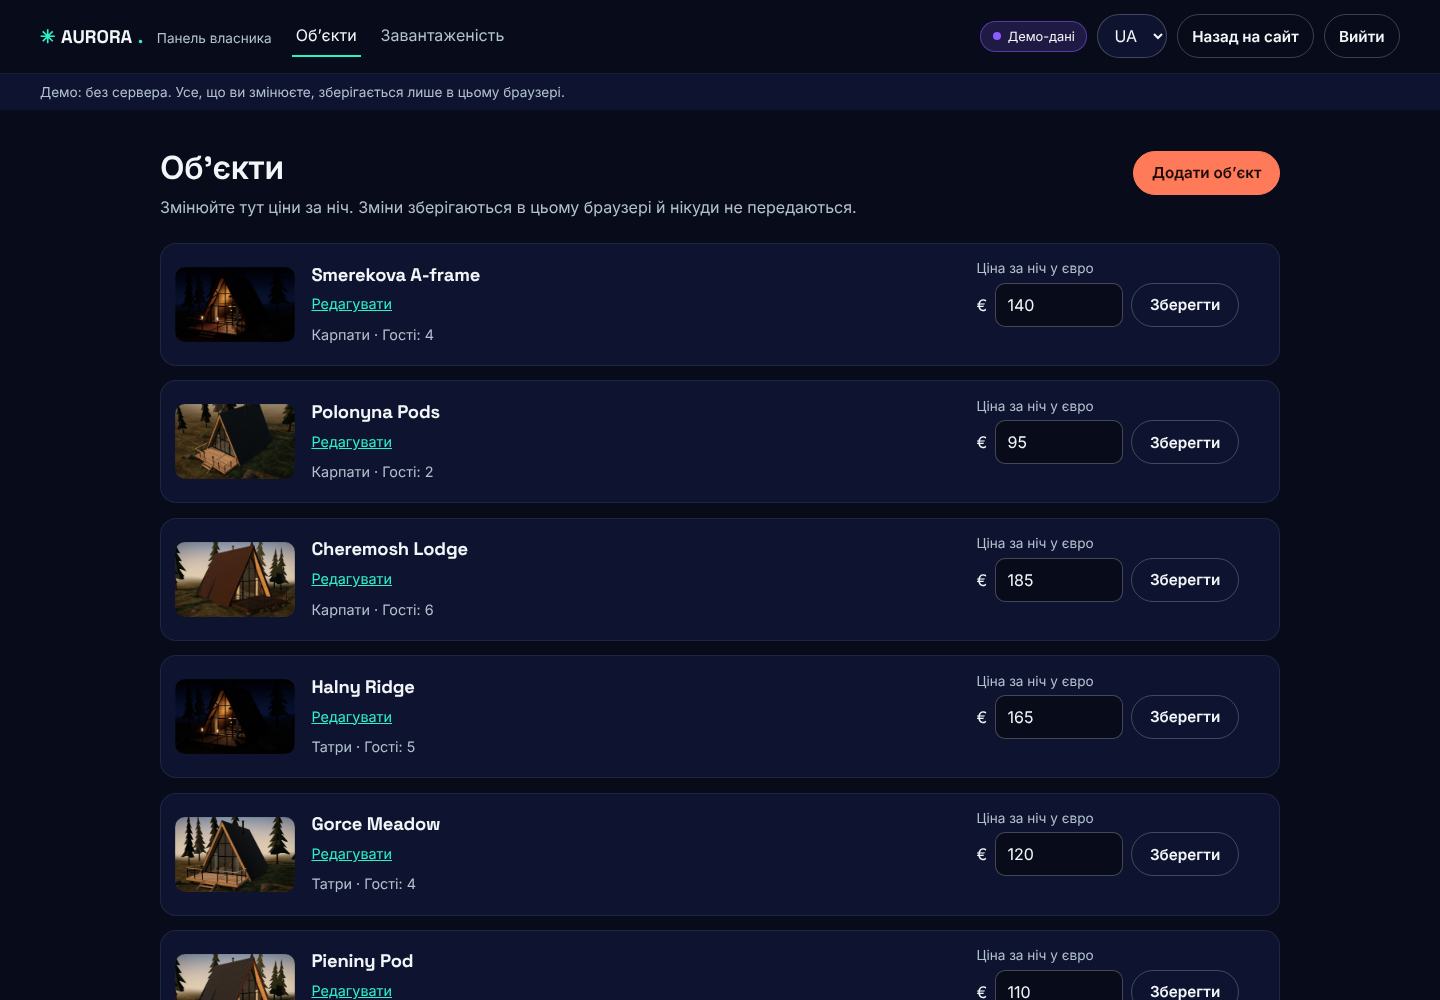 AURORA.
Панель власника
Об’єкти
Завантаженість
Демо-дані
UA
Назад на сайт
Вийти
Демо: без сервера. Усе, що ви змінюєте, зберігається лише в цьому браузері.
Об’єкти
Додати об’єкт
Змінюйте тут ціни за ніч. Зміни зберігаються в цьому браузері й нікуди не передаються.
Smerekova A-frame
Редагувати
Карпати · Гості: 4
Ціна за ніч у євро
€ 140 Зберегти
Polonyna Pods
Редагувати
Карпати · Гості: 2
Ціна за ніч у євро
€ 95 Зберегти
Cheremosh Lodge
Редагувати
Карпати · Гості: 6
Ціна за ніч у євро
€ 185 Зберегти
Halny Ridge
Редагувати
Татри · Гості: 5
Ціна за ніч у євро
€ 165 Зберегти
Gorce Meadow
Редагувати
Татри · Гості: 4
Ціна за ніч у євро
€ 120 Зберегти
Pieniny Pod
Редагувати
Ціна за ніч у євро
€ 110 Зберегти